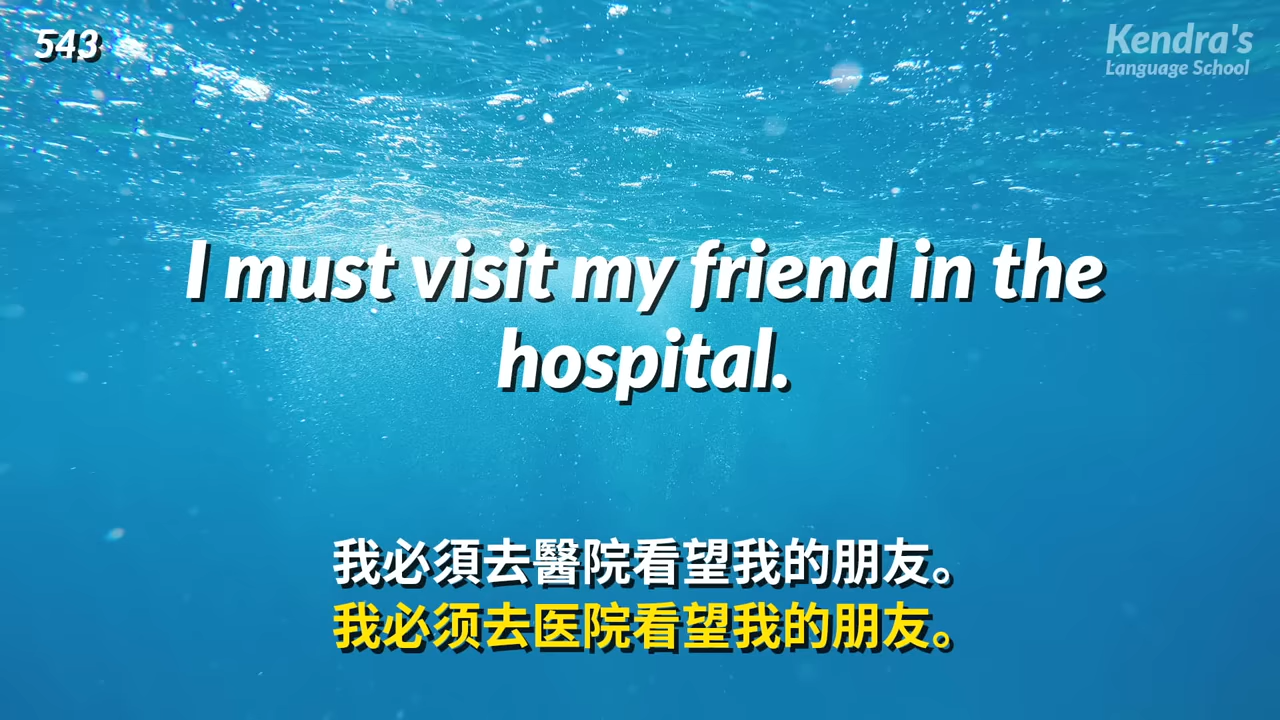 543
Kendra's
Language School
I must visit my friend in the
hospital.
我必須去醫院看望我的朋友。
我必须去医院看望我的朋友。